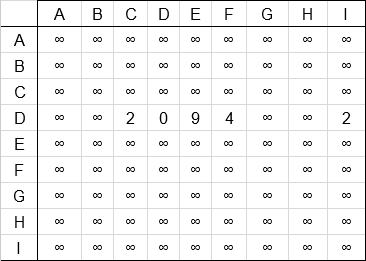 A B C D E F G H I
A ∞ ∞ ∞ ∞ ∞ ∞ ∞ ∞ ∞
B ∞ ∞ ∞ ∞ ∞ ∞ ∞ ∞ ∞
C ∞ ∞ ∞ ∞ ∞ ∞ ∞ ∞ ∞
D ∞ ∞ 2 0 9 4 ∞ ∞ 2
E ∞ ∞ ∞ ∞ ∞ ∞ ∞ ∞ ∞
F ∞ ∞ ∞ ∞ ∞ ∞ ∞ ∞ ∞
G ∞ ∞ ∞ ∞ ∞ ∞ ∞ ∞ ∞
H ∞ ∞ ∞ ∞ ∞ ∞ ∞ ∞ ∞
I ∞ ∞ ∞ ∞ ∞ ∞ ∞ ∞ ∞